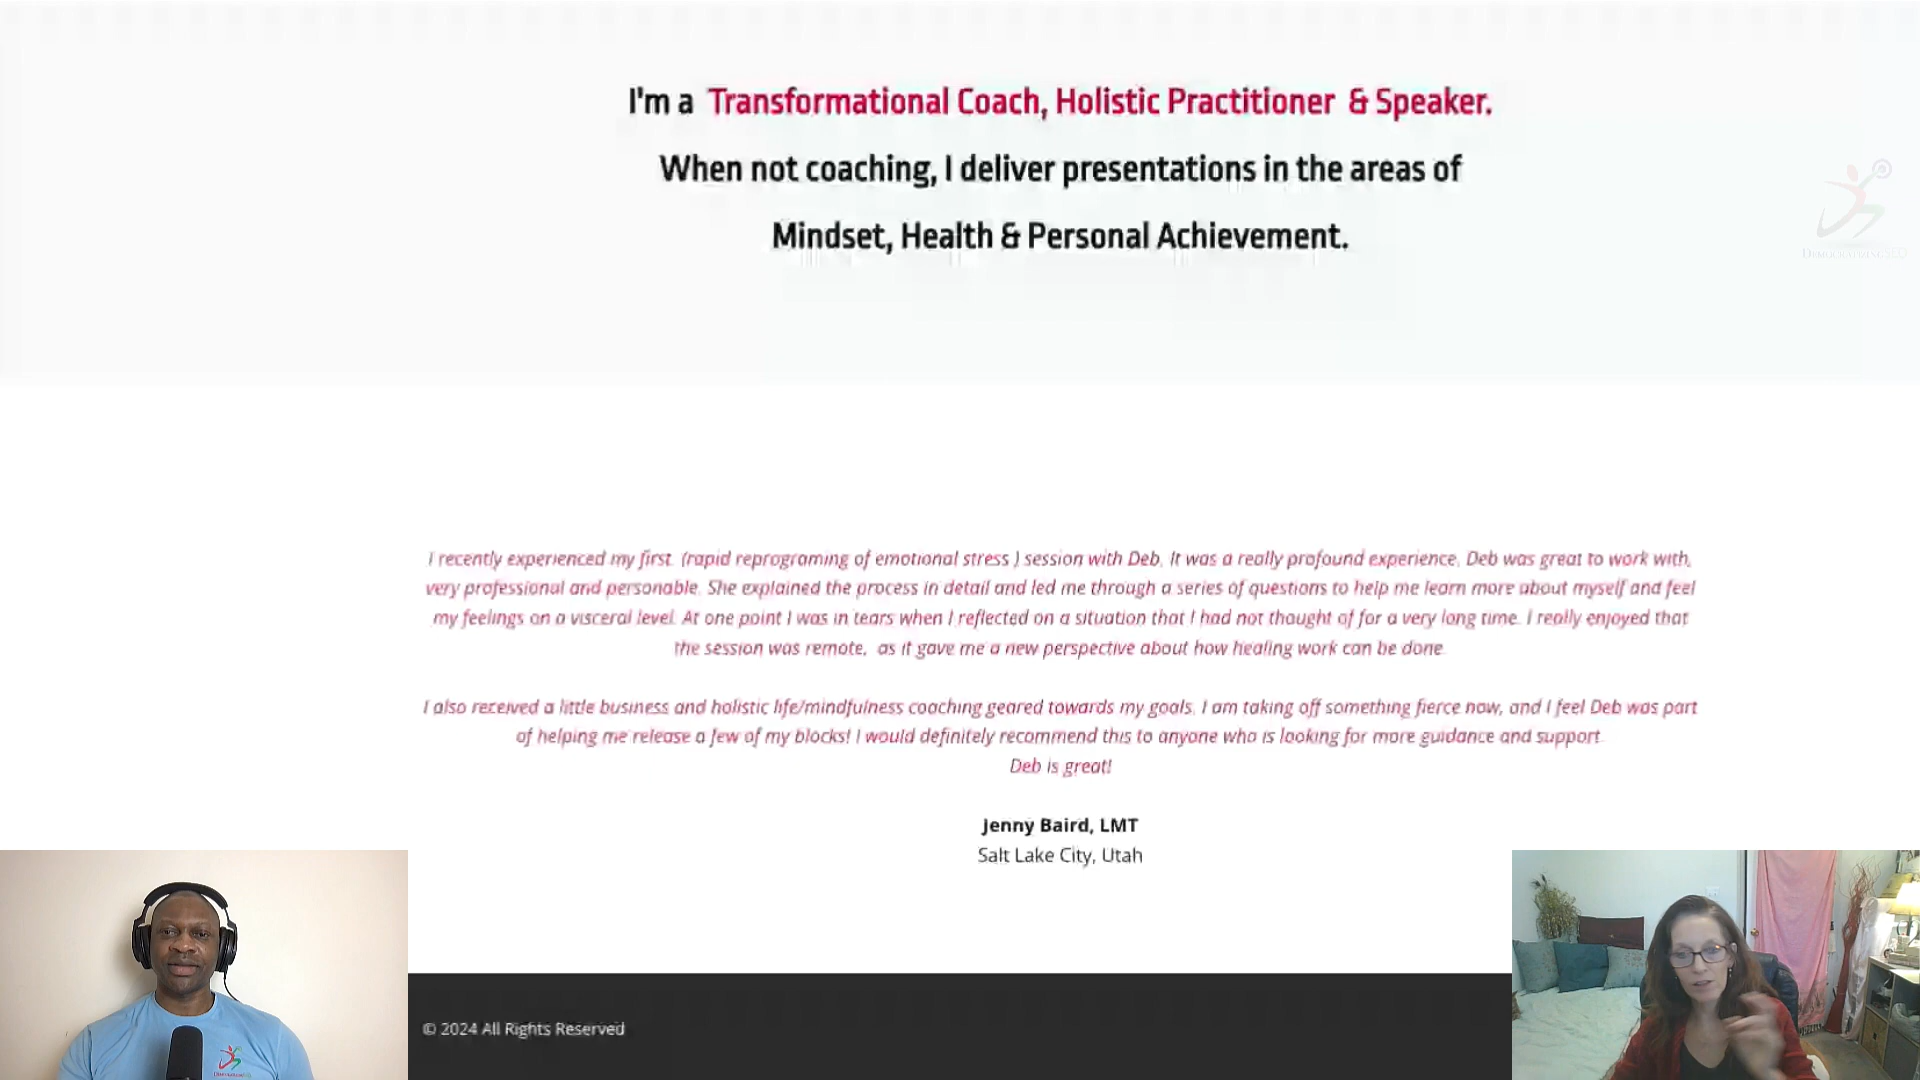 I'm a Transformational Coach, Holistic Practitioner & Speaker.
When not coaching, I deliver presentations in the areas of
Mindset, Health & Personal Achievement.
I recently experienced my first (rapid reprograming of emotional stress ) session with Deb. It was a really profound experience. Deb was great to work with,
very professional and personable. She explained the process in detail and led me through a series of questions to help me learn more about myself and feel
my feelings on a visceral level. At one point I was in tears when I reflected on a situation that I had not thought of for a very long time. I really enjoyed that
the session was remote, as it gave me a new perspective about how healing work can be done.
I also received a little business and holistic life/mindfulness coaching geared towards my goals. I am taking off something fierce now, and I feel Deb was part
of helping me release a few of my blocks! I would definitely recommend this to anyone who is looking for more guidance and support.
Deb is great!
Jenny Baird, LMT
Salt Lake City, Utah
© 2024 All Rights Reserved